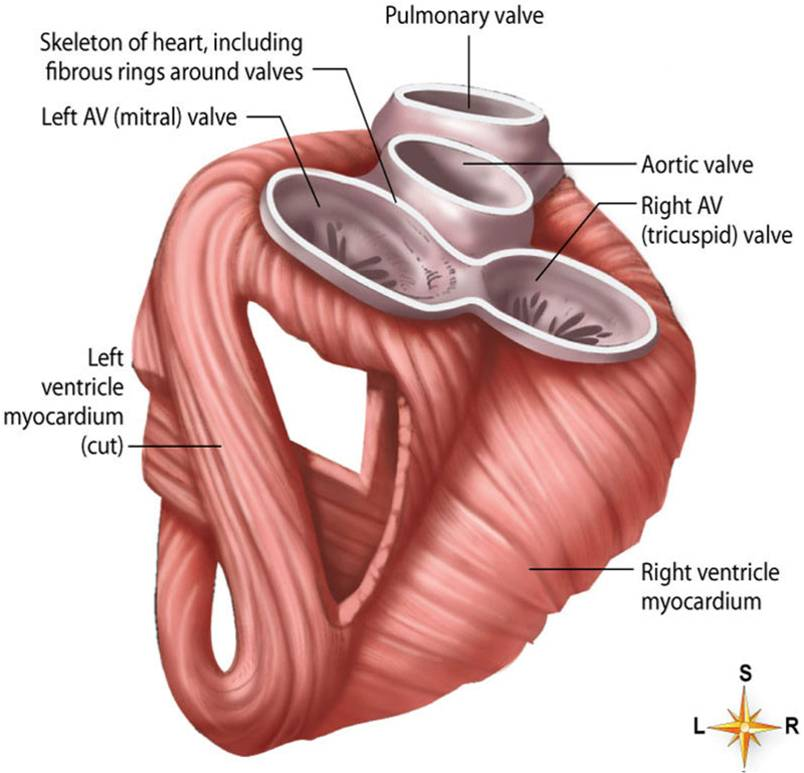 Pulmonary valve
Skeleton of heart, including
fibrous rings around valves
Left AV (mitral) valve
Aortic valve
Right AV
(tricuspid) valve
Left
ventricle
myocardium
(cut)
Right ventricle
myocardium
S
L R